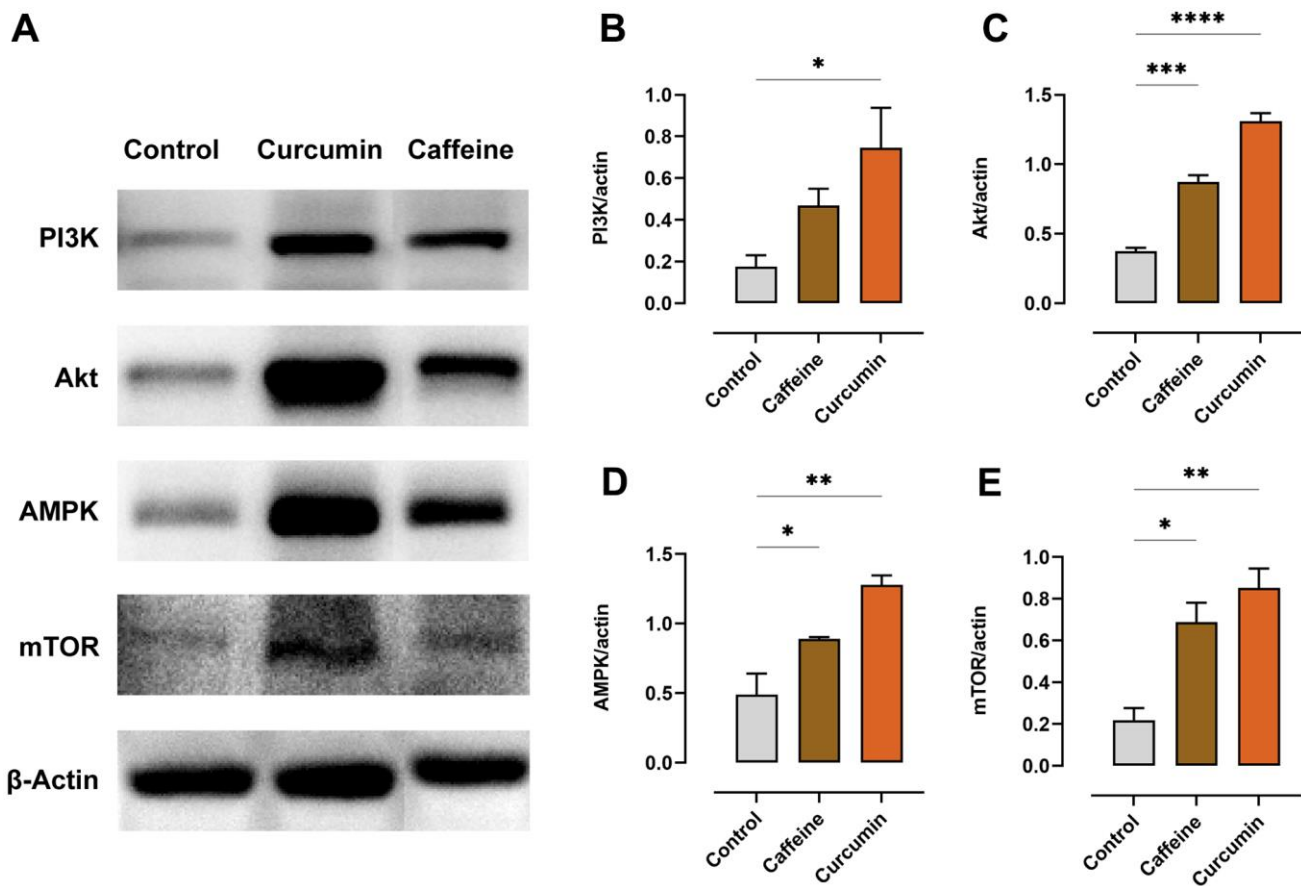 A
Control Curcumin Caffeine
PI3K
Akt
AMPK
mTOR
β-Actin
B
*
PI3K/actin
1.0
0.8
0.6
0.4
0.2
0.0
Control
Caffeine
Curcumin
C
****
***
Akt/actin
1.5
1.0
0.5
0.0
Control
Caffeine
Curcumin
D
**
*
AMPK/actin
1.5
1.0
0.5
0.0
Control
Caffeine
Curcumin
E
**
*
mTOR/actin
1.0
0.8
0.6
0.4
0.2
0.0
Control
Caffeine
Curcumin